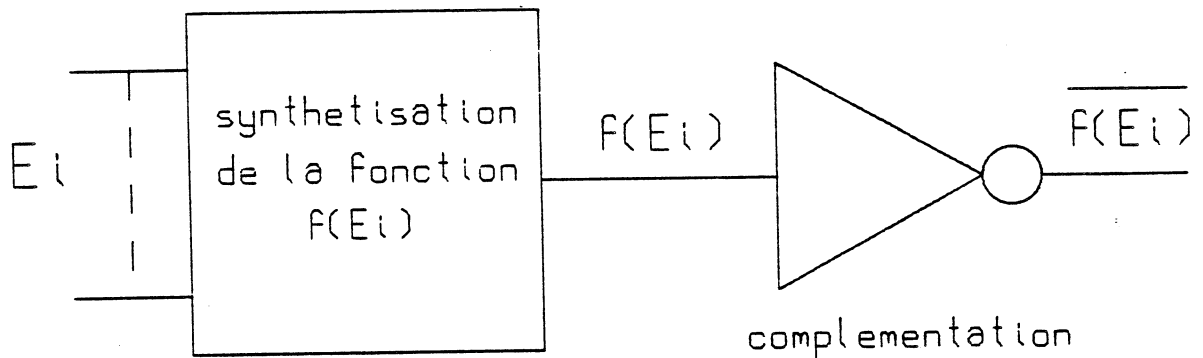 Ei
synthetisation
de la fonction
f(Ei)
f(Ei)
f(Ei)
complementation